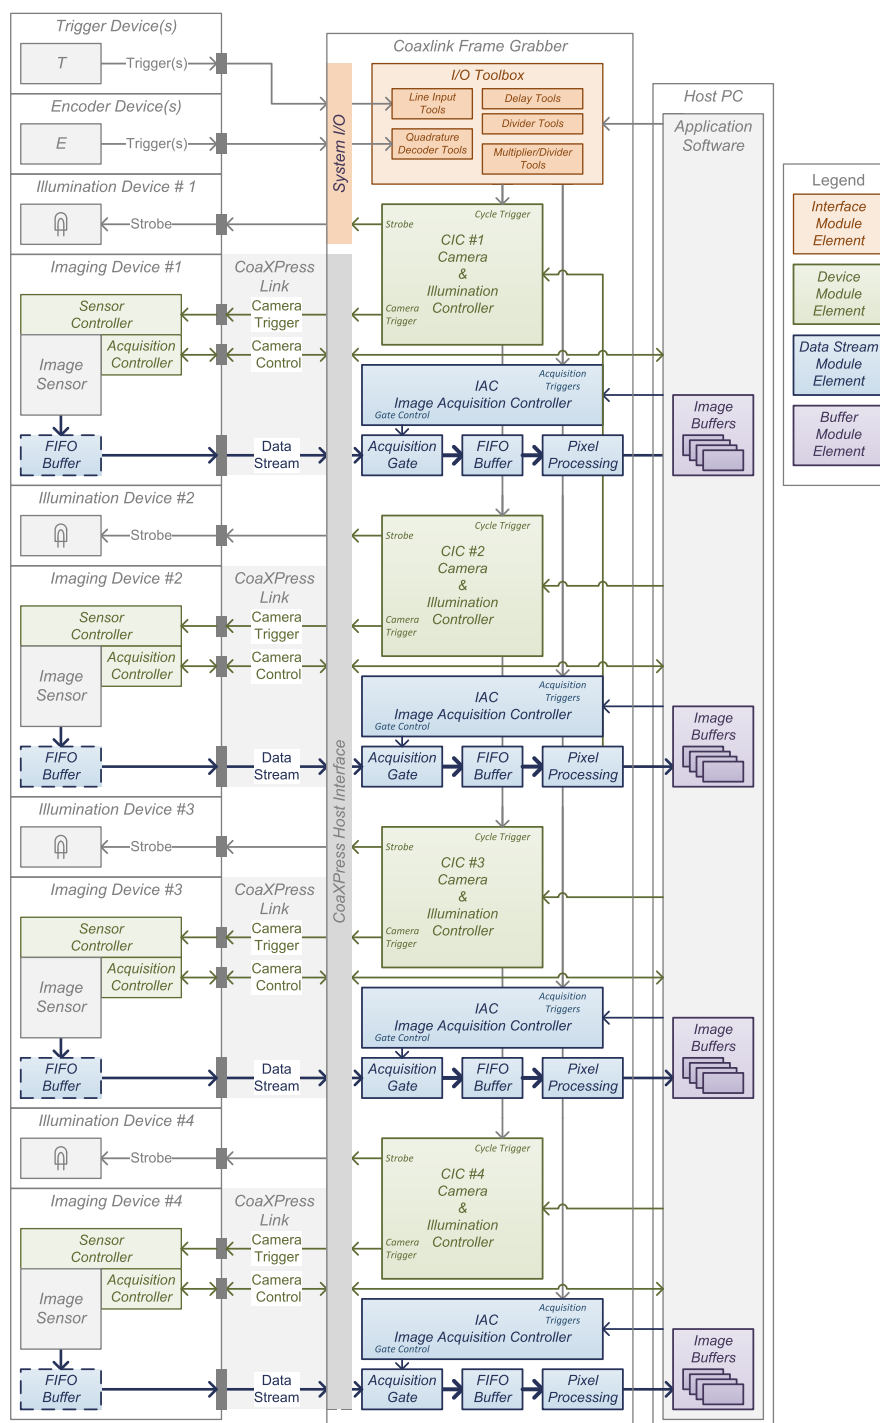 Trigger Device(s)
T
Trigger(s)
Encoder Device(s)
E
Trigger(s)
Coaxlink Frame Grabber
System I/O
I/O Toolbox
Line Input
Tools
Quadrature
Decoder Tools
Delay Tools
Divider Tools
Multiplier/Divider
Tools
Host PC
Application
Software
Legend
Interface
Module
Element
Device
Module
Element
Data Stream
Module
Element
Buffer
Module
Element
CoaXPress Host Interface
Illumination Device # 1
Strobe
Strobe
Cycle Trigger
CIC #1
Camera
&
Illumination
Controller
Camera
Trigger
Imaging Device #1
CoaXPress
Link
Sensor
Controller
Acquisition
Controller
Image
Sensor
Camera
Trigger
Camera
Control
IAC
Image Acquisition Controller
Acquisition
Triggers
Gate Control
Image
Buffers
FIFO
Buffer
Data
Stream
Acquisition
Gate
FIFO
Buffer
Pixel
Processing
Illumination Device #2
Strobe
Strobe
Cycle Trigger
CIC #2
Camera
&
Illumination
Controller
Camera
Trigger
Imaging Device #2
CoaXPress
Link
Sensor
Controller
Acquisition
Controller
Image
Sensor
Camera
Trigger
Camera
Control
IAC
Image Acquisition Controller
Acquisition
Triggers
Gate Control
Image
Buffers
FIFO
Buffer
Data
Stream
Acquisition
Gate
FIFO
Buffer
Pixel
Processing
Illumination Device #3
Strobe
Strobe
Cycle Trigger
CIC #3
Camera
&
Illumination
Controller
Camera
Trigger
Imaging Device #3
CoaXPress
Link
Sensor
Controller
Acquisition
Controller
Image
Sensor
Camera
Trigger
Camera
Control
IAC
Image Acquisition Controller
Acquisition
Triggers
Gate Control
Image
Buffers
FIFO
Buffer
Data
Stream
Acquisition
Gate
FIFO
Buffer
Pixel
Processing
Illumination Device #4
Strobe
Strobe
Cycle Trigger
CIC #4
Camera
&
Illumination
Controller
Camera
Trigger
Imaging Device #4
CoaXPress
Link
Sensor
Controller
Acquisition
Controller
Image
Sensor
Camera
Trigger
Camera
Control
IAC
Image Acquisition Controller
Acquisition
Triggers
Gate Control
Image
Buffers
FIFO
Buffer
Data
Stream
Acquisition
Gate
FIFO
Buffer
Pixel
Processing